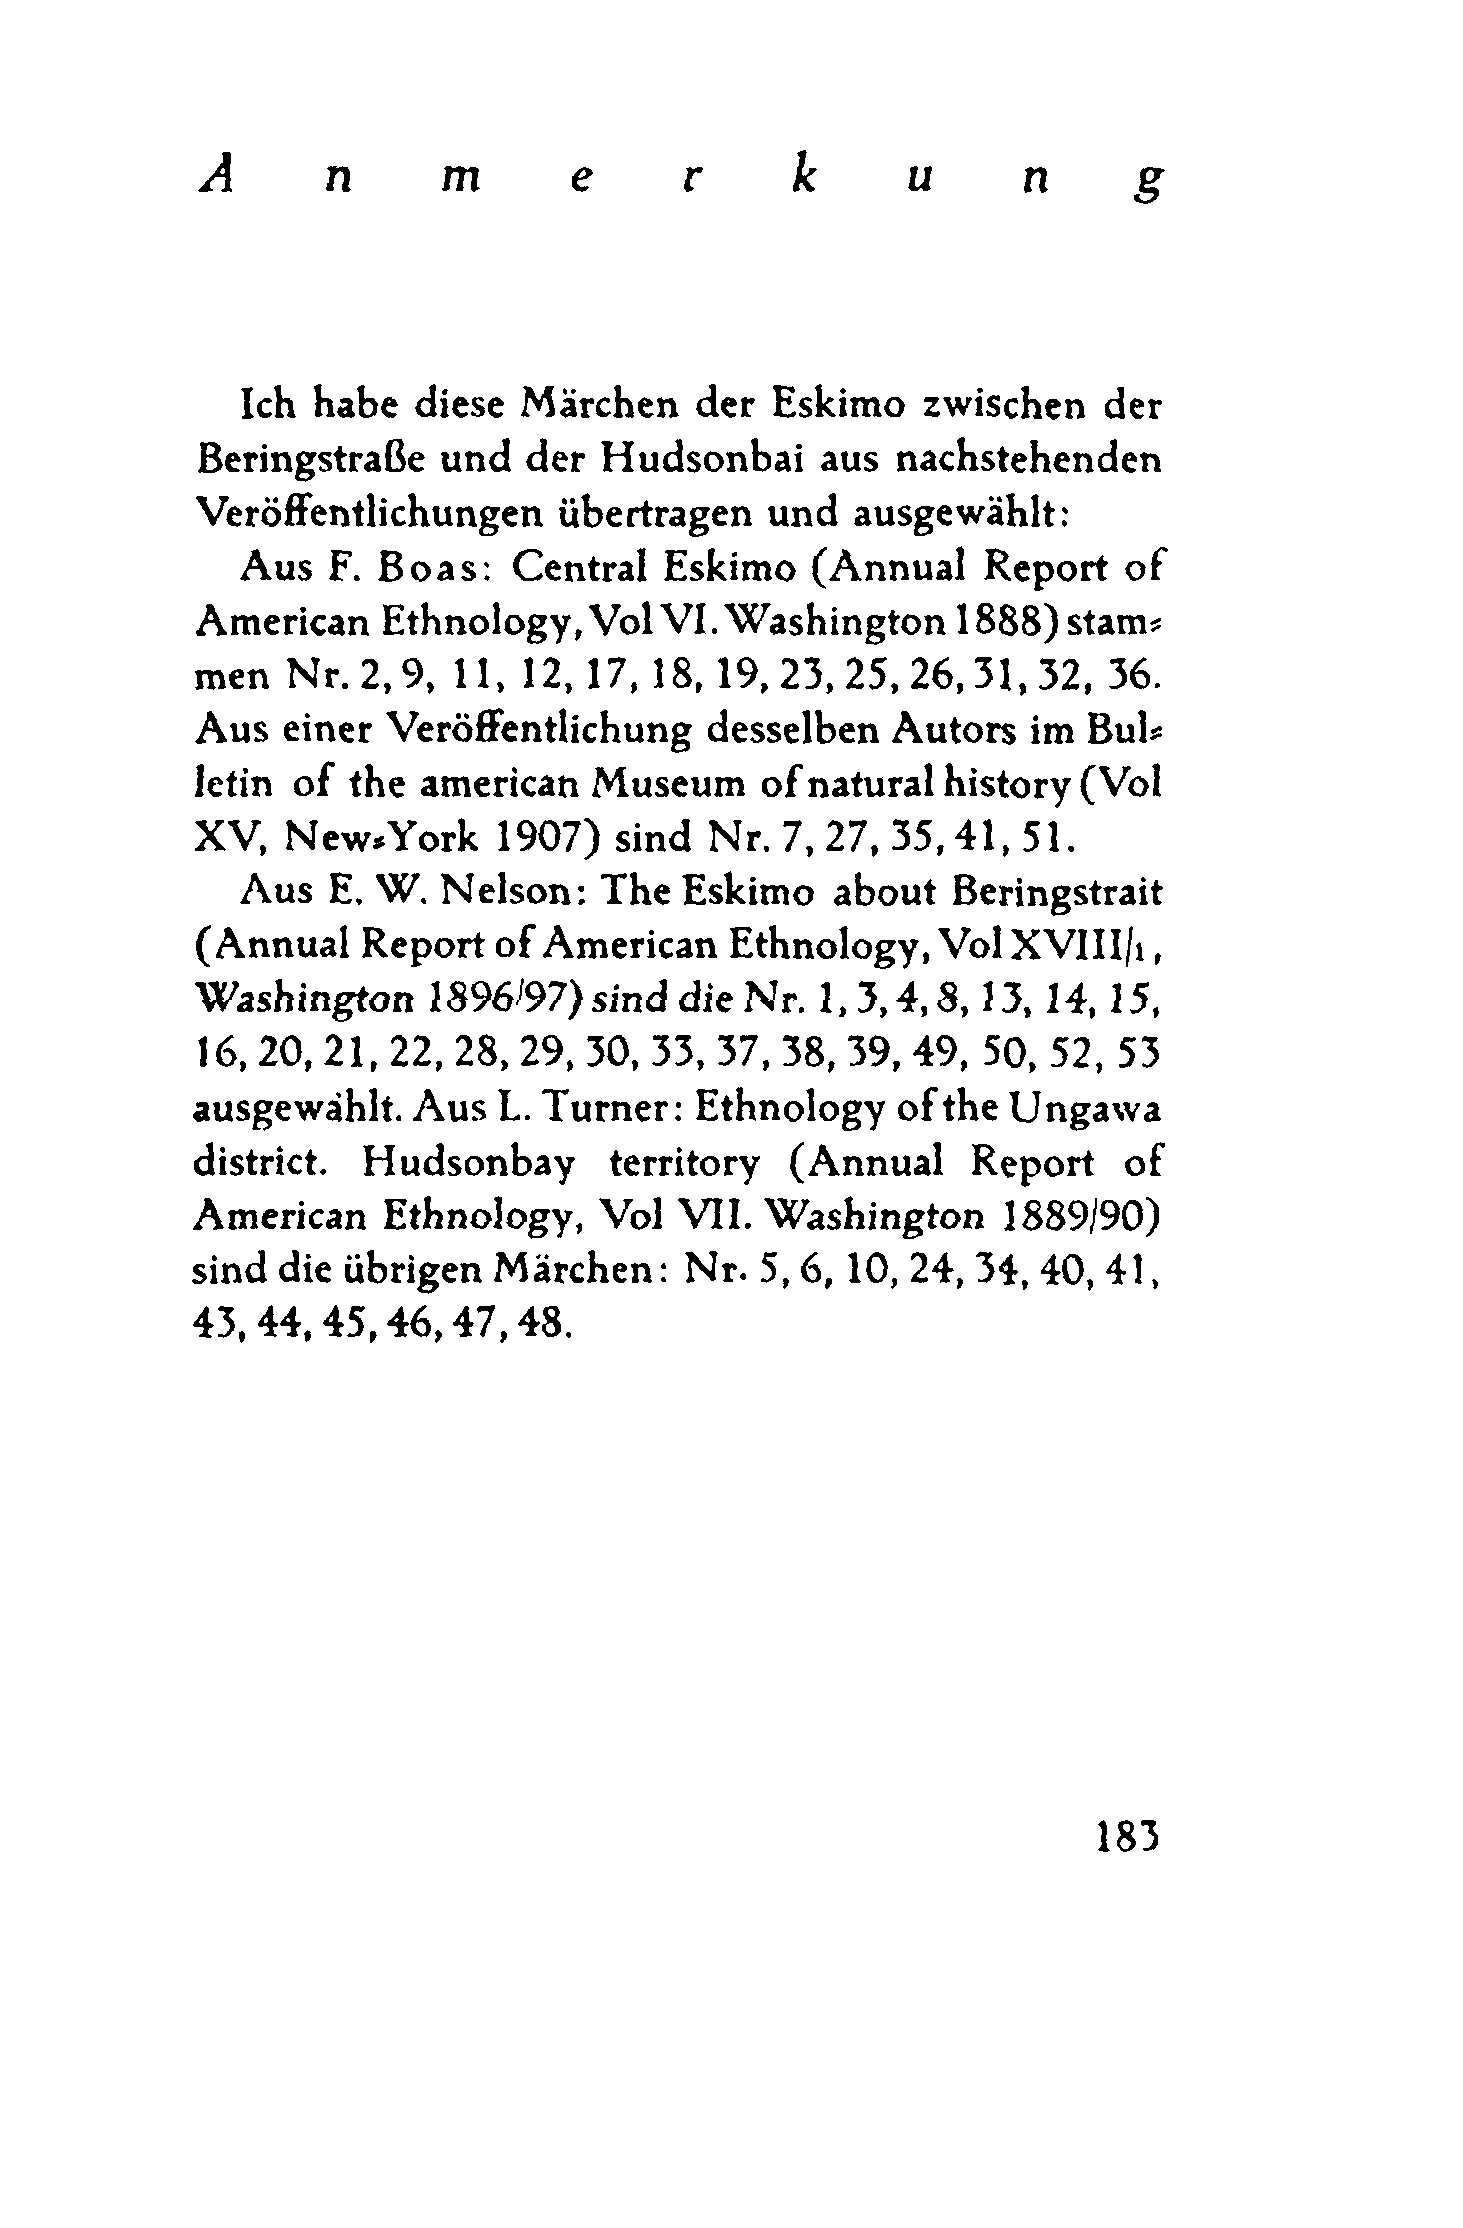 Anmerkung
Ich habe diese Märchen der Eskimo zwischen der
Beringstraße und der Hudsonbai aus nachstehenden
Veröffentlichungen übertragen und ausgewählt:
Aus F. Boas: Central Eskimo (Annual Report of
American Ethnology, Vol VI. Washington 1888) stam-
men Nr. 2, 9, 11, 12, 17, 18, 19, 23, 25, 26, 31, 32, 36.
Aus einer Veröffentlichung desselben Autors im Bul-
letin of the american Museum of natural history (Vol
XV, New-York 1907) sind Nr. 7, 27, 35, 41, 51.
Aus E. W. Nelson: The Eskimo about Beringstrait
(Annual Report of American Ethnology, Vol XVIII/1,
Washington 1896/97) sind die Nr. 1, 3, 4, 8, 13, 14, 15,
16, 20, 21, 22, 28, 29, 30, 33, 37, 38, 39, 49, 50, 52, 53
ausgewählt. Aus L. Turner: Ethnology of the Ungawa
district. Hudsonbay territory (Annual Report of
American Ethnology, Vol VII. Washington 1889/90)
sind die übrigen Märchen: Nr. 5, 6, 10, 24, 34, 40, 41,
43, 44, 45, 46, 47, 48.
183